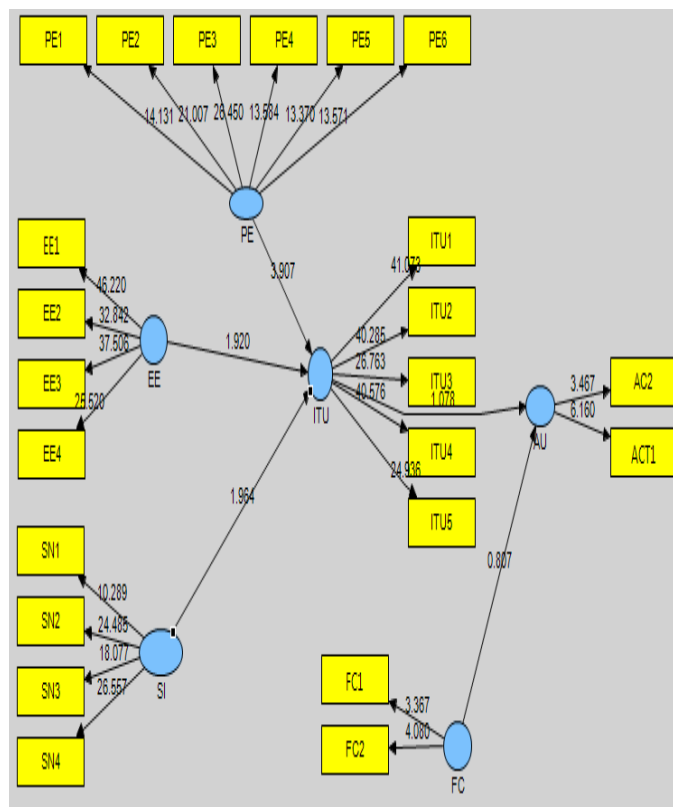 PE1 PE2 PE3 PE4 PE5 PE6
14.131 21.007 26.450 13.584 13.370 13.571
PE
3.907
EE1
EE2
EE3
EE4
46.220
32.842
37.506
25.520
EE
1.920
ITU1
ITU2
ITU3
ITU4
ITU5
41.073
40.285
26.763
40.576
24.936
ITU
1.078
AC2
ACT1
3.467
6.160
AU
SN1
SN2
SN3
SN4
10.289
24.485
18.077
26.557
SI
1.964
0.807
FC1
FC2
3.367
4.080
FC